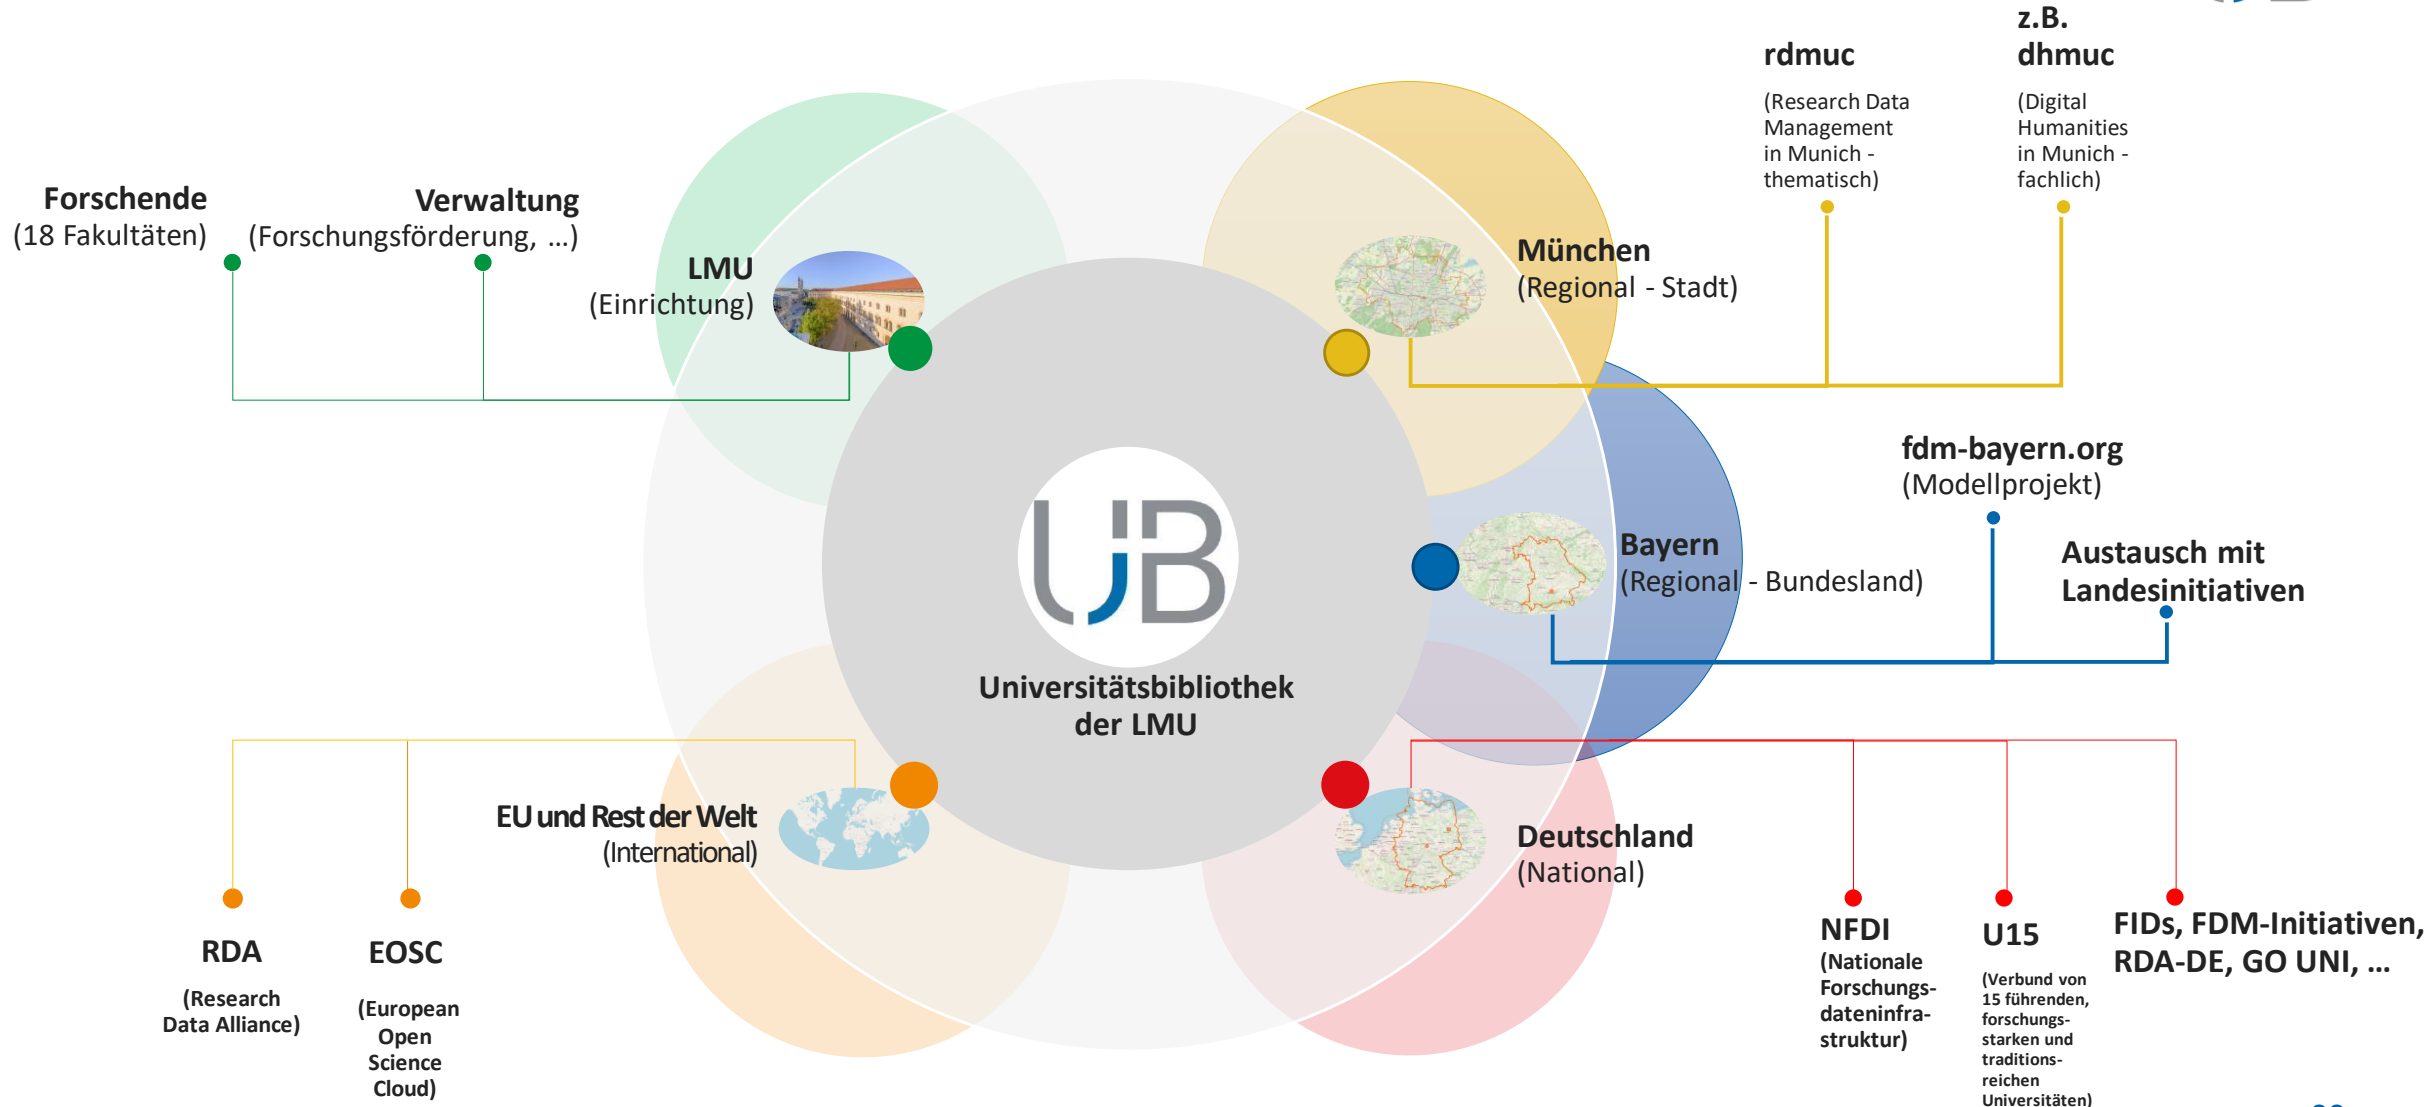 UB
z.B.
rdmuc
dhmuc
(Research Data
Management
in Munich -
thematisch)
(Digital
Humanities
in Munich -
fachlich)
Forschende
(18 Fakultäten)
Verwaltung
(Forschungsförderung, ...)
LMU
(Einrichtung)
München
(Regional - Stadt)
fdm-bayern.org
(Modellprojekt)
Bayern
(Regional - Bundesland)
Austausch mit
Landesinitiativen
UB
Universitätsbibliothek
der LMU
EU und Rest der Welt
(International)
Deutschland
(National)
RDA
(Research
Data Alliance)
EOSC
(European
Open
Science
Cloud)
NFDI
(Nationale
Forschungs-
dateninfra-
struktur)
U15
(Verbund von
15 führenden,
forschungs-
starken und
traditions-
reichen
Universitäten)
FIDs, FDM-Initiativen,
RDA-DE, GO UNI, ...